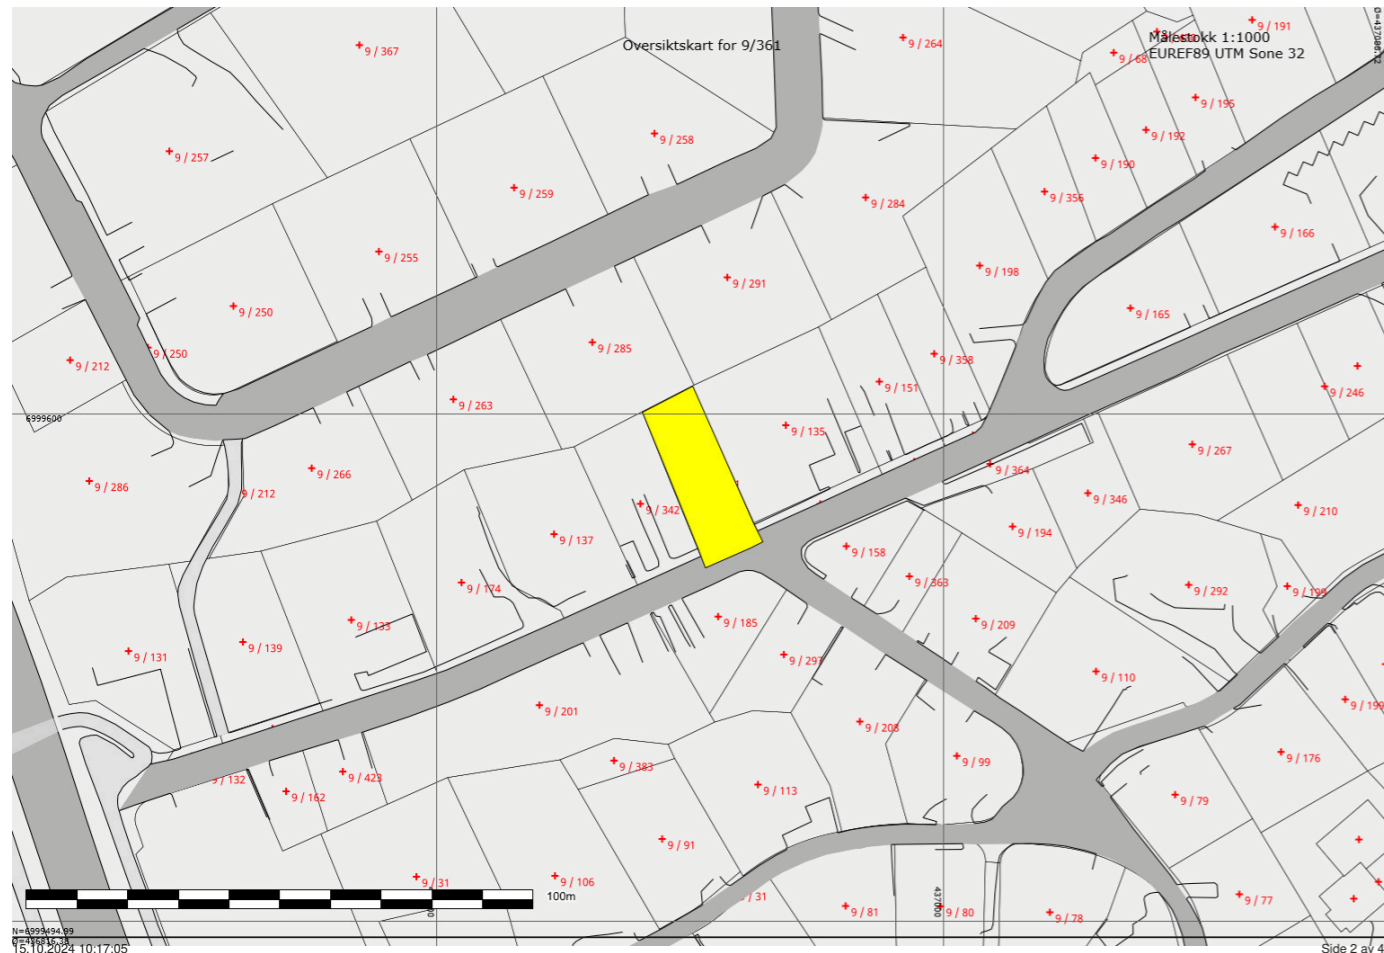 9 / 191
Målestokk 1:1000
EUREF89 UTM Sone 32
Oversiktskart for 9/361
9 / 367
9 / 264
9 / 68
9 / 195
9 / 192
9 / 258
9 / 257
9 / 190
9 / 259
9 / 356
9 / 284
9 / 166
9 / 255
9 / 198
9 / 291
9 / 250
9 / 165
9 / 285
9 / 250
9 / 212
9 / 358
9 / 151
9 / 246
9 / 263
6999600
9 / 135
9 / 267
9 / 266
9 / 364
9 / 286
9 / 212
9 / 346
9 / 342
9 / 210
9 / 194
9 / 137
9 / 158
9 / 363
9 / 174
9 / 292
9 / 199
9 / 185
9 / 133
9 / 209
9 / 139
9 / 131
9 / 297
9 / 110
9 / 199
9 / 201
9 / 208
9 / 176
9 / 99
9 / 383
9 / 132
9 / 423
9 / 162
9 / 113
9 / 79
9 / 91
9 / 31
9 / 106
100m
/ 31
9 / 81
437000
9 / 80
9 / 78
9 / 77
N=6999494.99
15.10.2024 10:17:05
Side 2 av 4